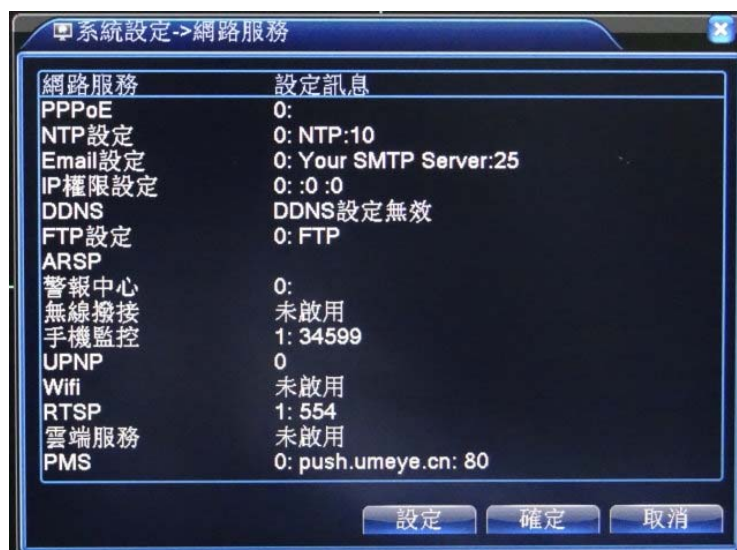 系統設定->網路服務
網路服務 設定訊息
PPPoE 0:
NTP設定 0: NTP:10
Email設定 0: Your SMTP Server:25
IP權限設定 0: :0 :0
DDNS DDNS設定無效
FTP設定 0: FTP
ARSP
警報中心 0:
無線撥接 未啟用
手機監控 1: 34599
UPNP 0
Wifi 未啟用
RTSP 1: 554
雲端服務 未啟用
PMS 0: push.umeye.cn: 80
設定 確定 取消